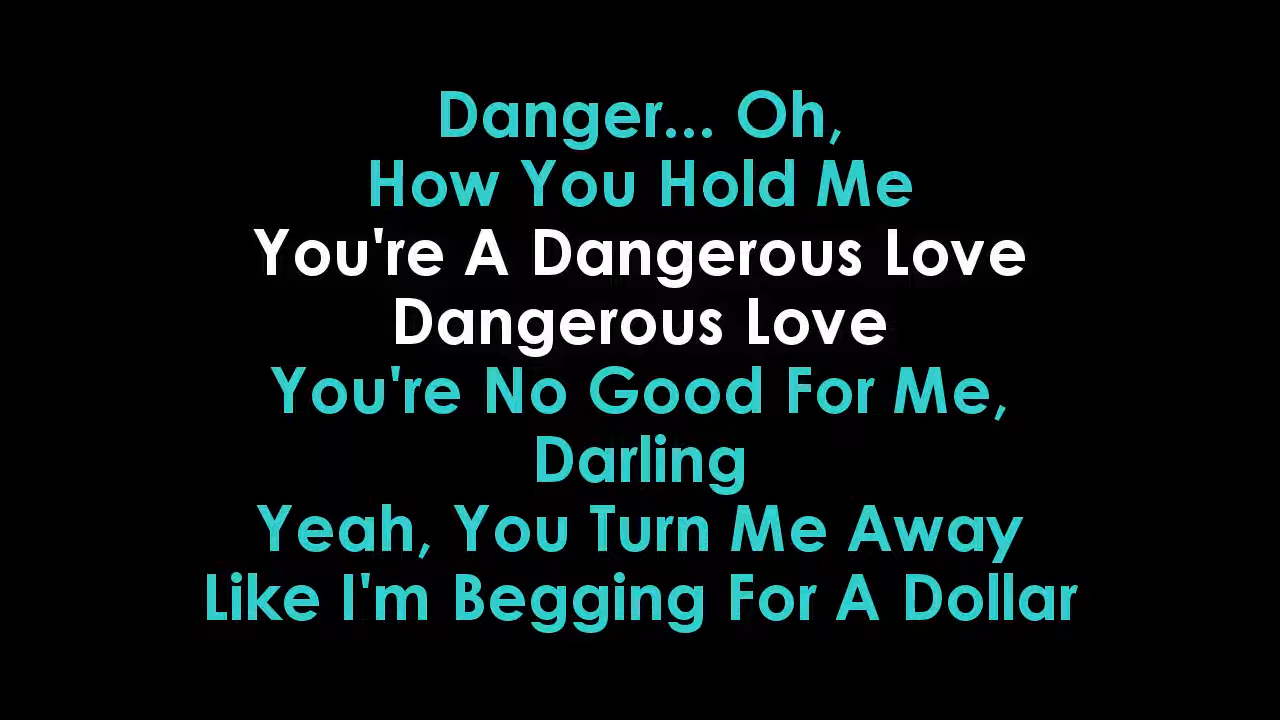 Danger... Oh,
How You Hold Me
You're A Dangerous Love
Dangerous Love
You're No Good For Me,
Darling
Yeah, You Turn Me Away
Like I'm Begging For A Dollar